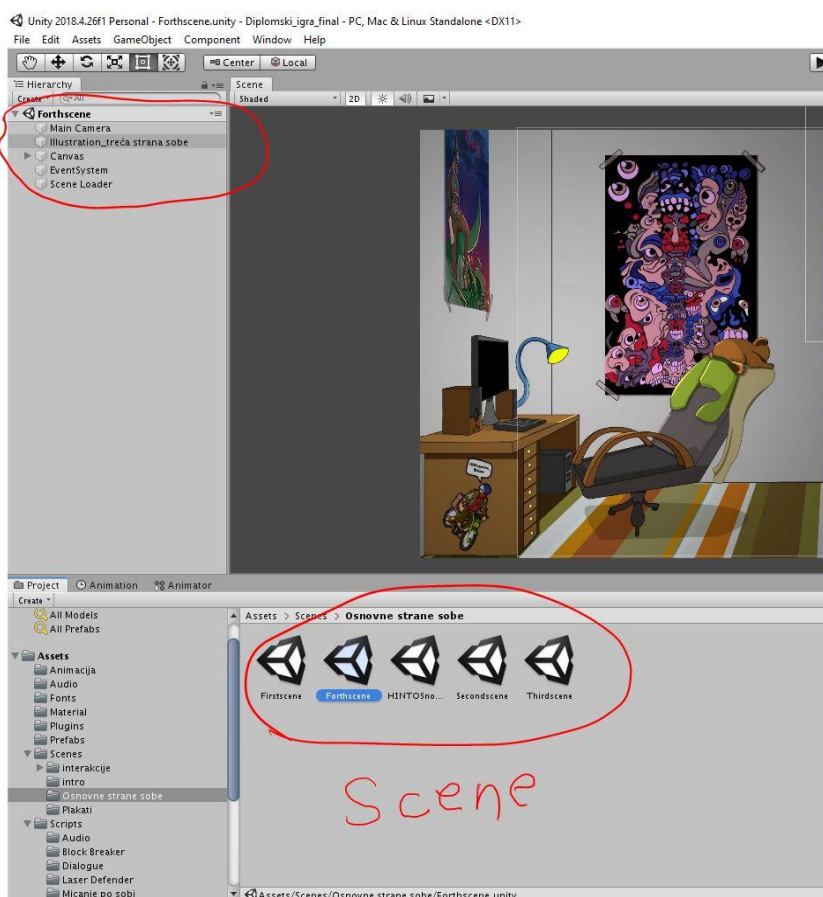 Unity 2018.4.26f1 Personal - Forthscene.unity - Diplomski_igra_final - PC, Mac & Linux Standalone <DX11>
File Edit Assets GameObject Component Window Help
Center Local
Hierarchy
Scene
Create All
Shaded 2D
Forthscene
Main Camera
Illustration_treća strana sobe
Canvas
EventSystem
Scene Loader
Project Animation Animator
Create
All Models
All Prefabs
Assets > Scenes > Osnovne strane sobe
Assets
Animacija
Audio
Fonts
Material
Plugins
Prefabs
Scenes
interakcije
intro
Osnovne strane sobe
Plakati
Scripts
Audio
Block Breaker
Dialogue
Laser Defender
Micanje po sobi
Firstscene Forthscene HINTOSno... Secondscene Thirdscene
Scene
Assets/Scenes/Osnovne strane sobe/Forthscene.unity